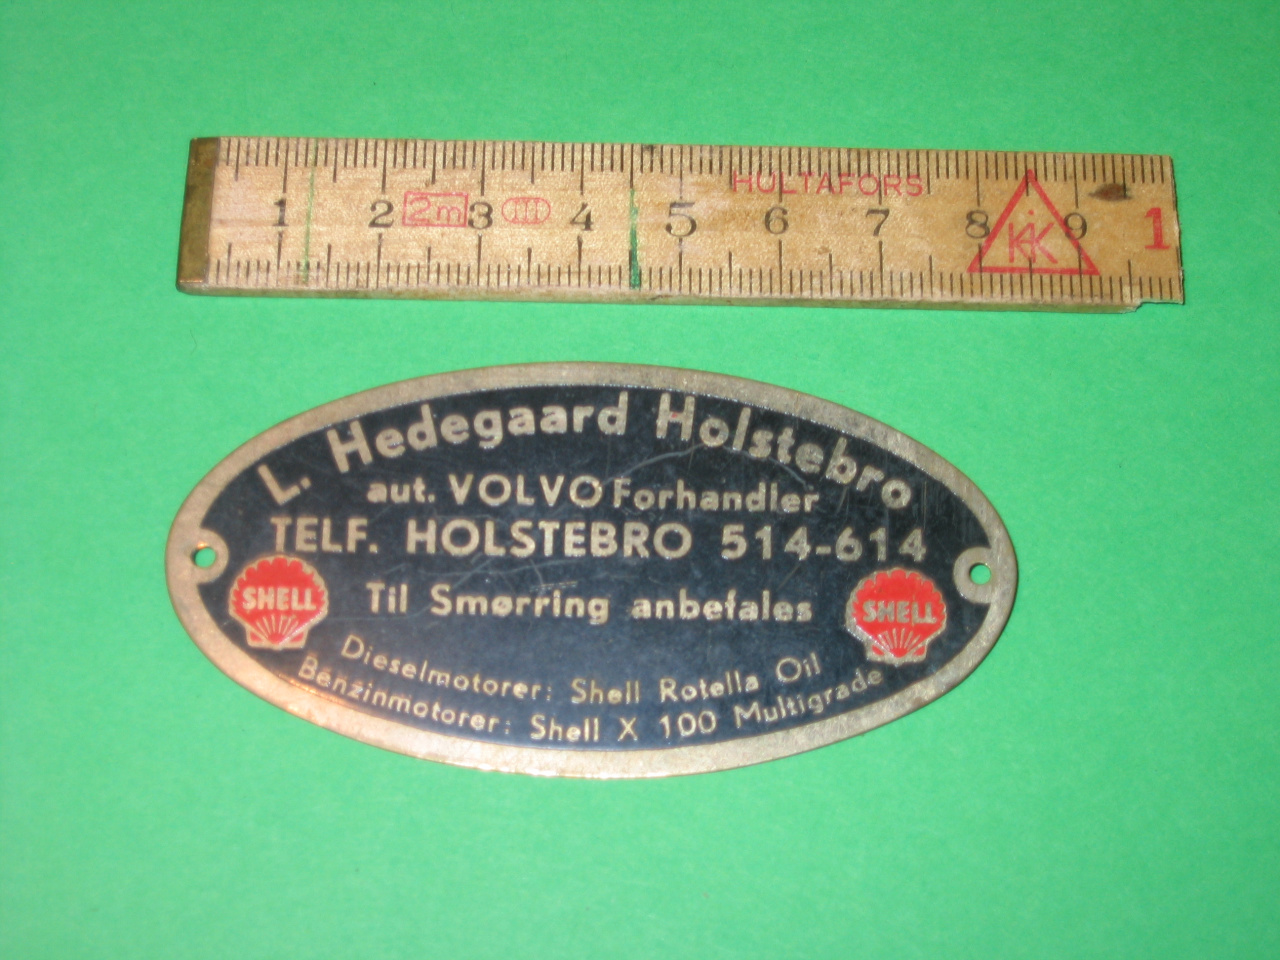 1 2 2m 3 III 4 5 6 7 8 9 1
HULTAFORS
KK
L. Hedegaard Holstebro
aut. VOLVO Forhandler
TELF. HOLSTEBRO 514-614
SHELL
Til Smørring anbefales
SHELL
Dieselmotorer: Shell Rotella Oil
Benzinmotorer: Shell X 100 Multigrade